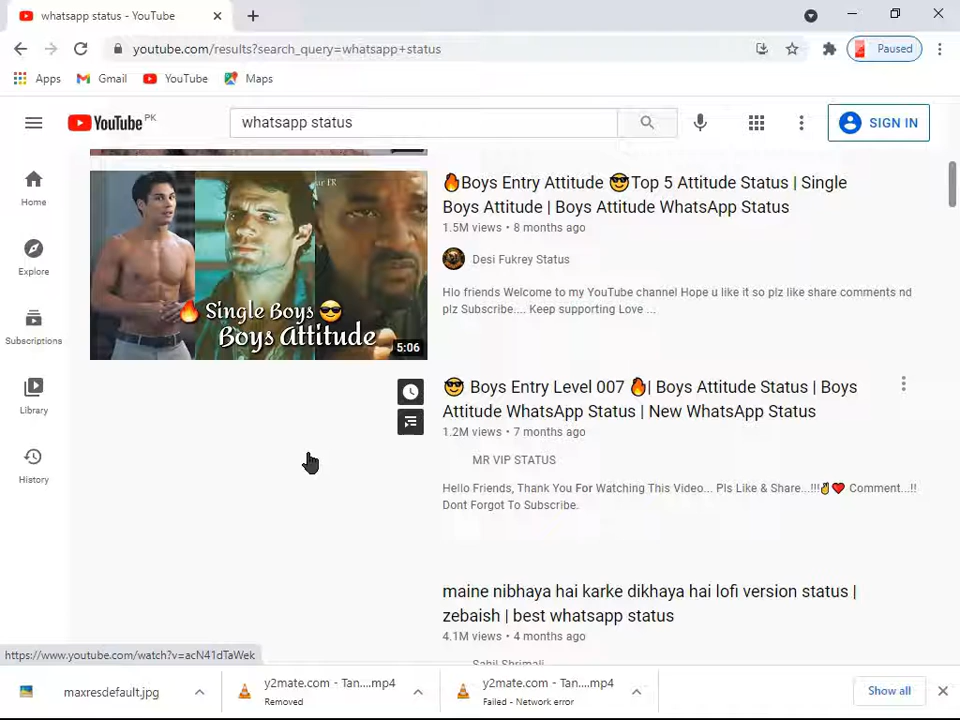 whatsapp status - YouTube
youtube.com/results?search_query=whatsapp+status
Paused
Apps
Gmail
YouTube
Maps
YouTube PK
whatsapp status
SIGN IN
Home
Explore
Subscriptions
Library
History
Single Boys 😎
Boys Attitude
5:06
🔥Boys Entry Attitude 😎Top 5 Attitude Status | Single
Boys Attitude | Boys Attitude WhatsApp Status
1.5M views • 8 months ago
Desi Fukrey Status
Hlo friends Welcome to my YouTube channel Hope u like it so plz like share comments nd
plz Subscribe.... Keep supporting Love ...
😎 Boys Entry Level 007 🔥| Boys Attitude Status | Boys
Attitude WhatsApp Status | New WhatsApp Status
1.2M views • 7 months ago
MR VIP STATUS
Hello Friends, Thank You For Watching This Video... Pls Like & Share...!!!✌❤ Comment...!!
Dont Forgot To Subscribe.
maine nibhaya hai karke dikhaya hai lofi version status |
zebaish | best whatsapp status
4.1M views • 4 months ago
Sahil Shrimali
https://www.youtube.com/watch?v=acN41dTaWek
maxresdefault.jpg
y2mate.com - Tan....mp4
Removed
y2mate.com - Tan....mp4
Failed - Network error
Show all